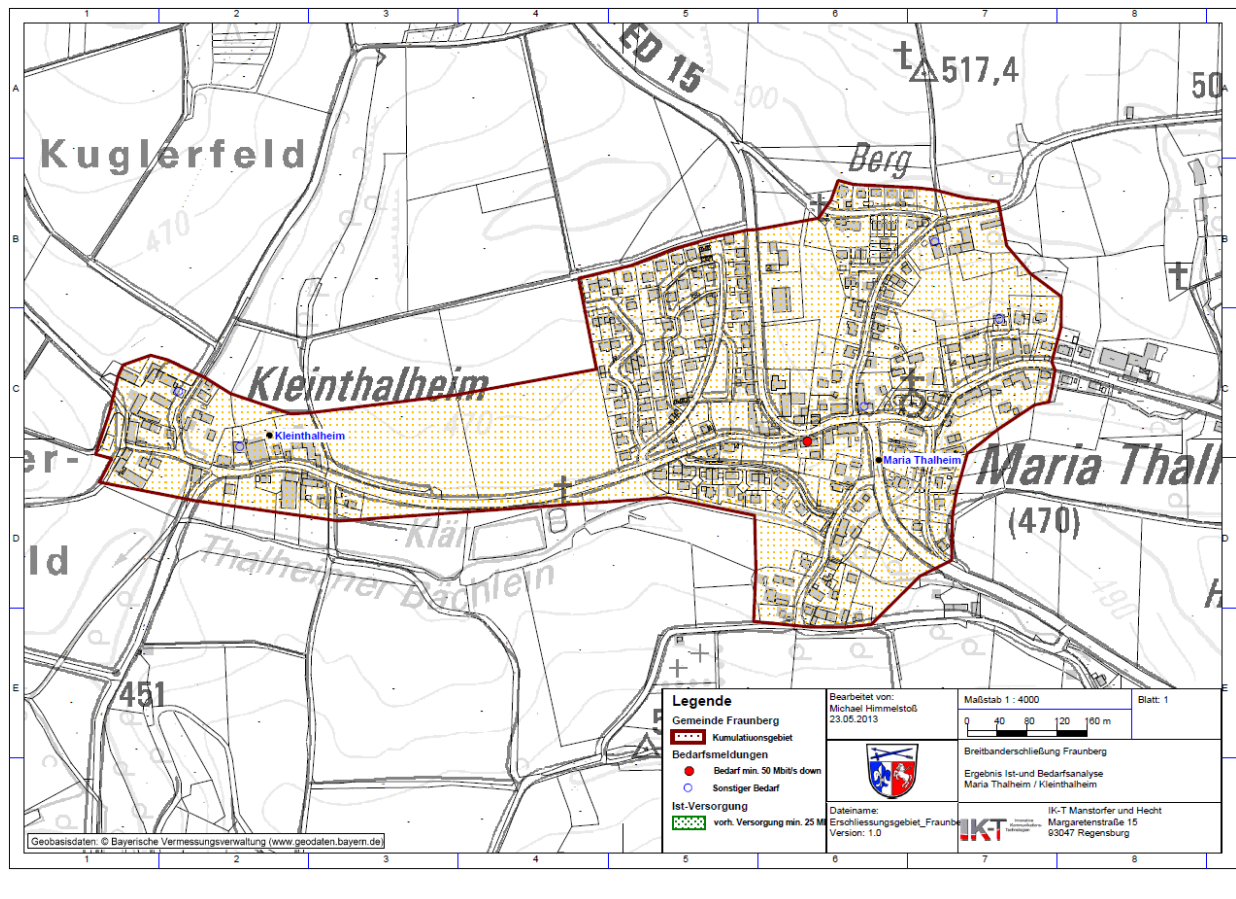 1 2 3 4 5 6 7 8
A A
B B
C C
D D
E E
ED 15
517,4
50
500
Kuglerfeld
Berg
470
Kleinthalheim
Kleinthalheim
er-
Maria Thalheim
Maria Thalh
(470)
ld
Thalheimer Bächlein
490
H
451
Legende
Gemeinde Fraunberg
Kumulatiuonsgebiet
Bedarfsmeldungen
Bedarf min. 50 Mbit/s down
Sonstiger Bedarf
Ist-Versorgung
vorh. Versorgung min. 25 M
Bearbeitet von:
Michael Himmelstoß
23.05.2013
Maßstab 1 : 4000
Blatt: 1
0 40 80 120 160 m
Breitbanderschließung Fraunberg
Ergebnis Ist-und Bedarfsanalyse
Maria Thalheim / Kleinthalheim
Dateiname:
Erschliessungsgebiet_Fraunbe
Version: 1.0
IK-T
IK-T Manstorfer und Hecht
Margaretenstraße 15
93047 Regensburg
Geobasisdaten: © Bayerische Vermessungsverwaltung (www.geodaten.bayern.de)
1 2 3 4 5 6 7 8